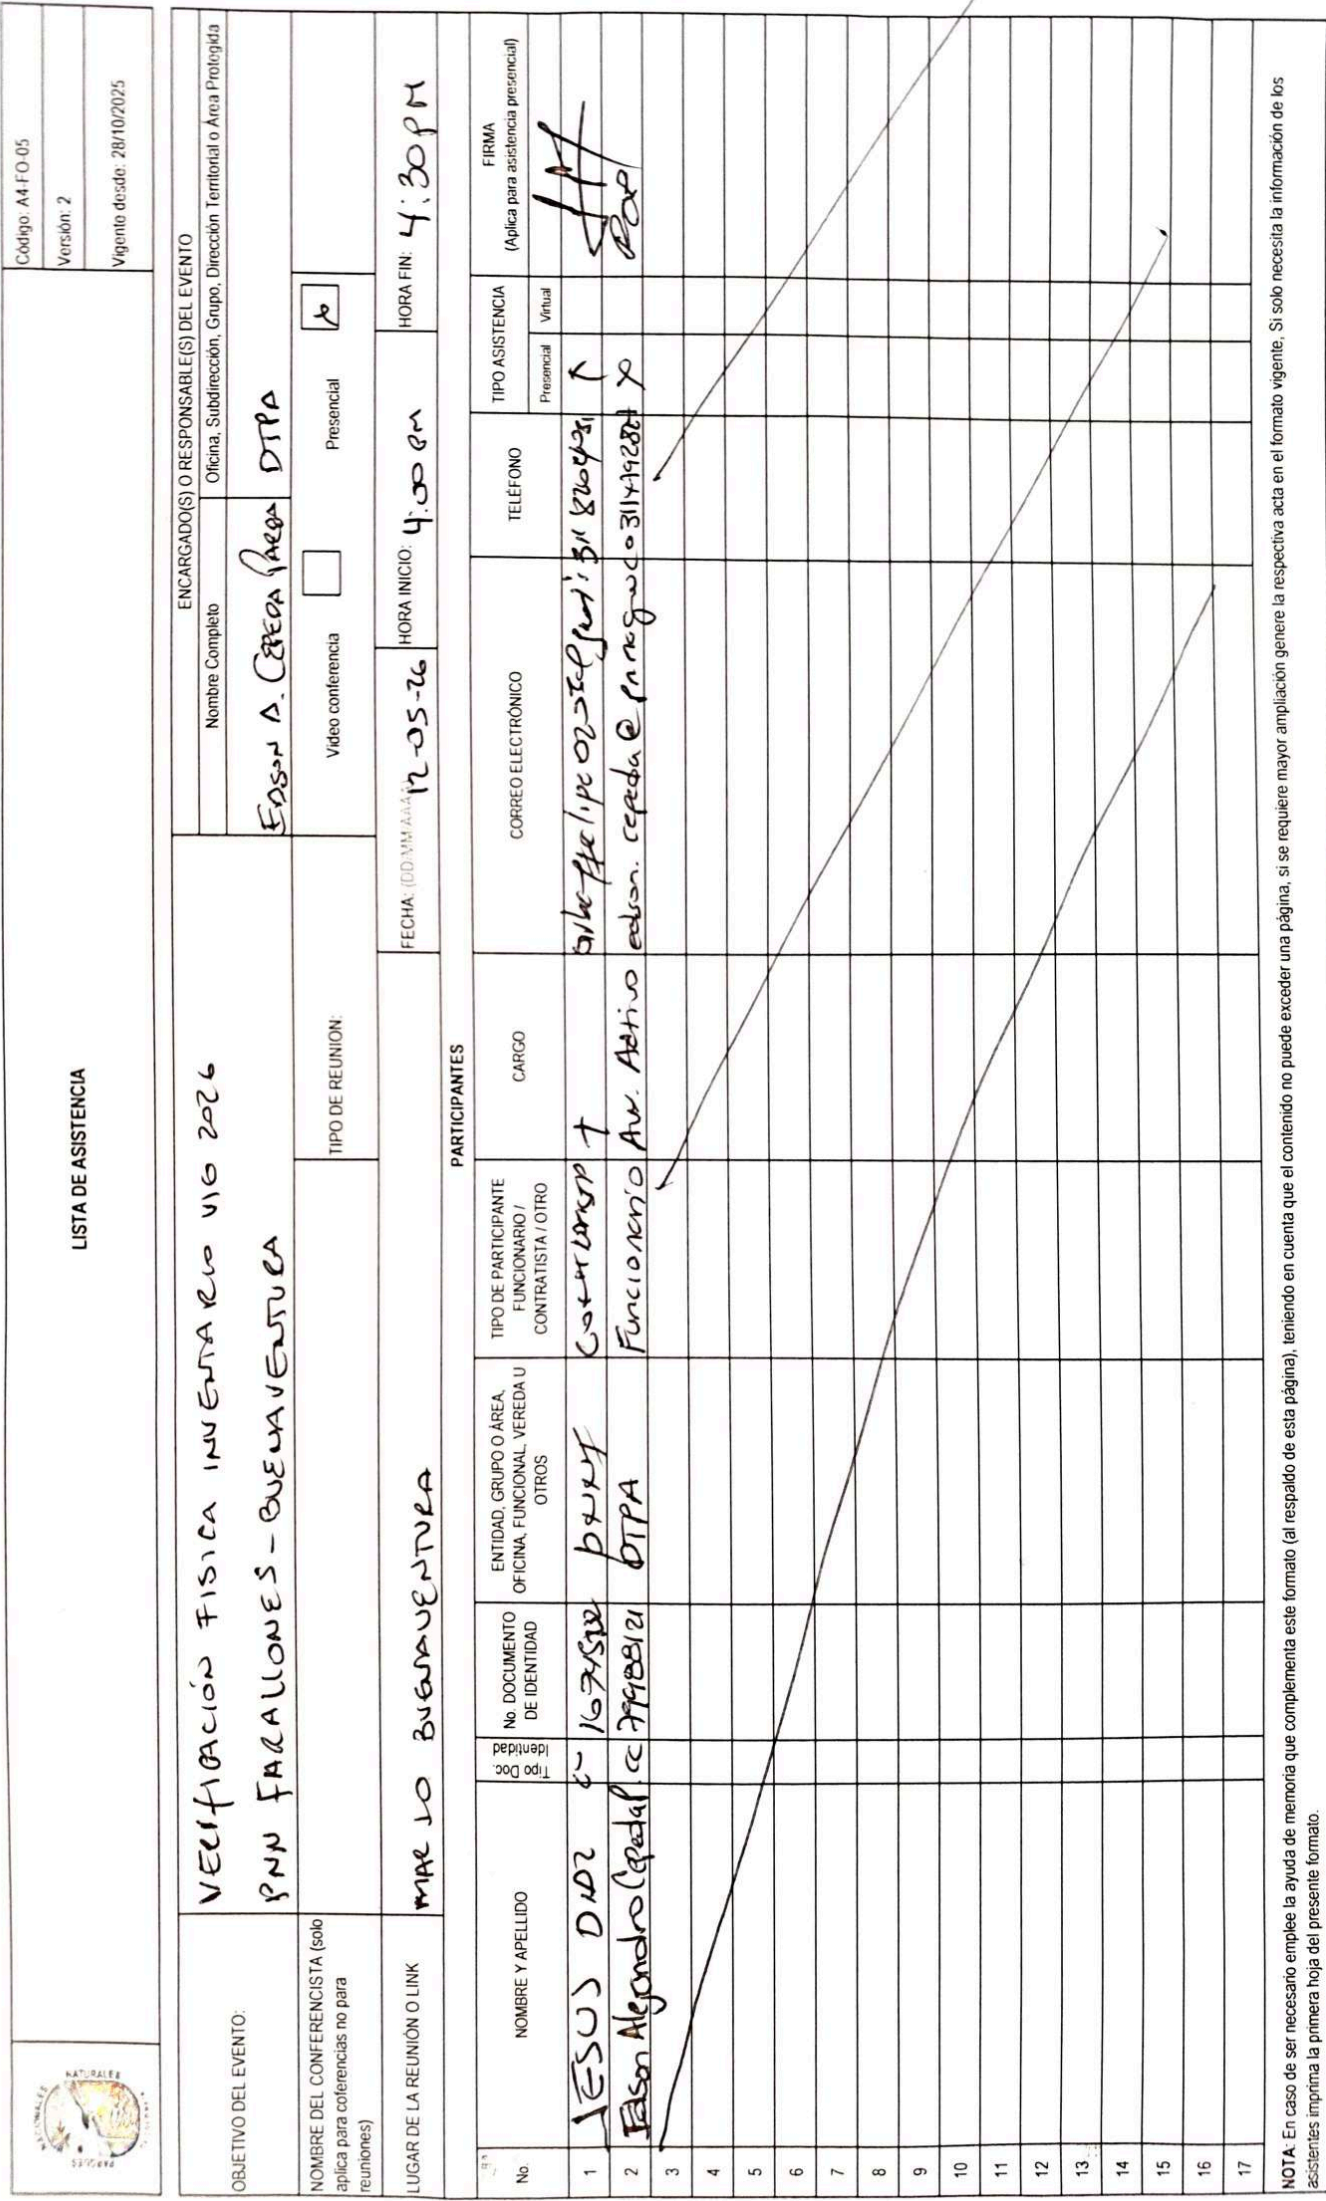 PARQUES NACIONALES NATURALES
LISTA DE ASISTENCIA
Código: A4-FO-05
Versión: 2
Vigente desde: 28/10/2025
OBJETIVO DEL EVENTO:
VERIFICACIÓN FISICA INVENTARIO VIG 2026
PNN FARALLONES - BUENAVENTURA
ENCARGADO(S) O RESPONSABLE(S) DEL EVENTO
Nombre Completo
Oficina, Subdirección, Grupo, Dirección Territorial o Área Protegida
EDSON A. CEPEDA PARDA DTPA
NOMBRE DEL CONFERENCISTA (solo
aplica para coferencias no para
reuniones)
TIPO DE REUNION:
Video conferencia
Presencial X
LUGAR DE LA REUNIÓN O LINK
BUENAVENTURA
FECHA: (DD/MM/AAAA) 12-05-26
HORA INICIO: 4:00 PM
HORA FIN: 4:30 PM
PARTICIPANTES
No.
NOMBRE Y APELLIDO
Tipo Doc. Identidad
No. DOCUMENTO
DE IDENTIDAD
ENTIDAD, GRUPO O ÁREA,
OFICINA, FUNCIONAL, VEREDA U
OTROS
TIPO DE PARTICIPANTE
FUNCIONARIO /
CONTRATISTA / OTRO
CARGO
CORREO ELECTRÓNICO
TELÉFONO
TIPO ASISTENCIA
Presencial
Virtual
FIRMA
(Aplica para asistencia presencial)
1 JESUS
2 Edson Alejandro Cepeda P. CC 79988121 DTPA Funcionario Aux. Adtivo X
3
4
5
6
7
8
9
10
11
12
13
14
15
16
17
NOTA: En caso de ser necesario emplee la ayuda de memoria que complementa este formato (al respaldo de esta página), teniendo en cuenta que el contenido no puede exceder una página, si se requiere mayor ampliación genere la respectiva acta en el formato vigente, Si solo necesita la información de los
asistentes imprima la primera hoja del presente formato.